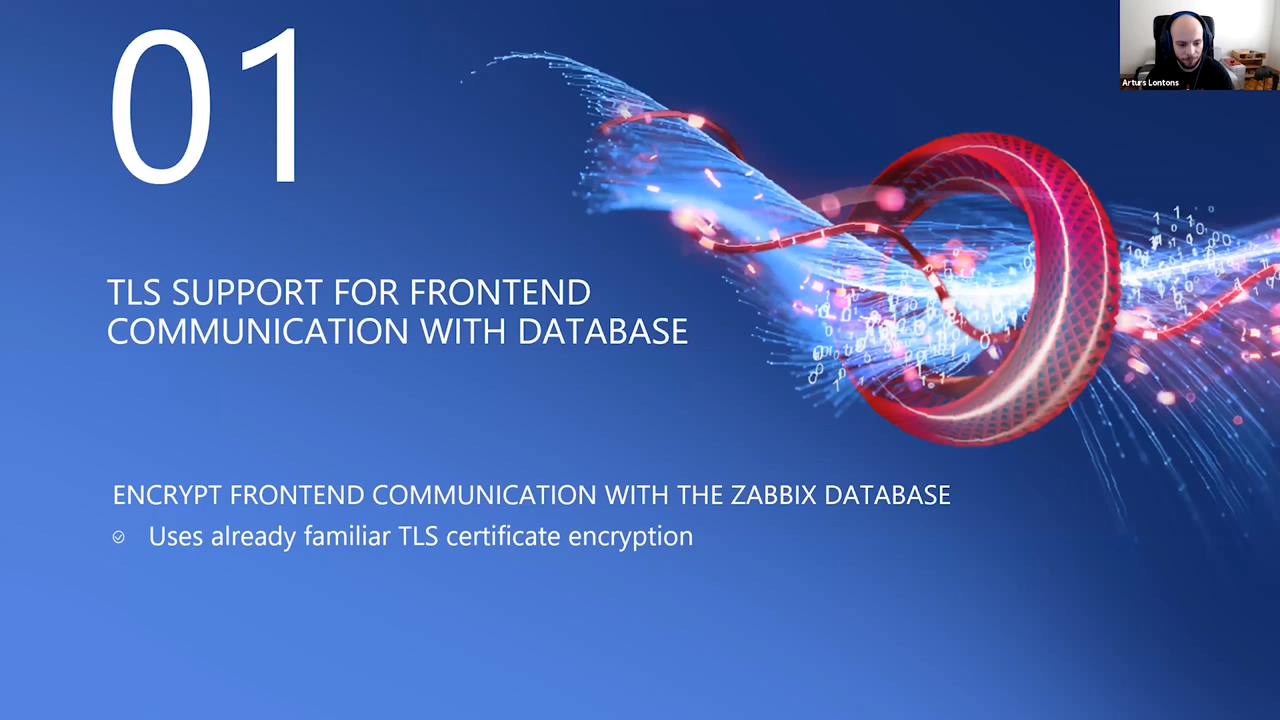 01
Arturs Lontons
TLS SUPPORT FOR FRONTEND
COMMUNICATION WITH DATABASE
ENCRYPT FRONTEND COMMUNICATION WITH THE ZABBIX DATABASE
Uses already familiar TLS certificate encryption